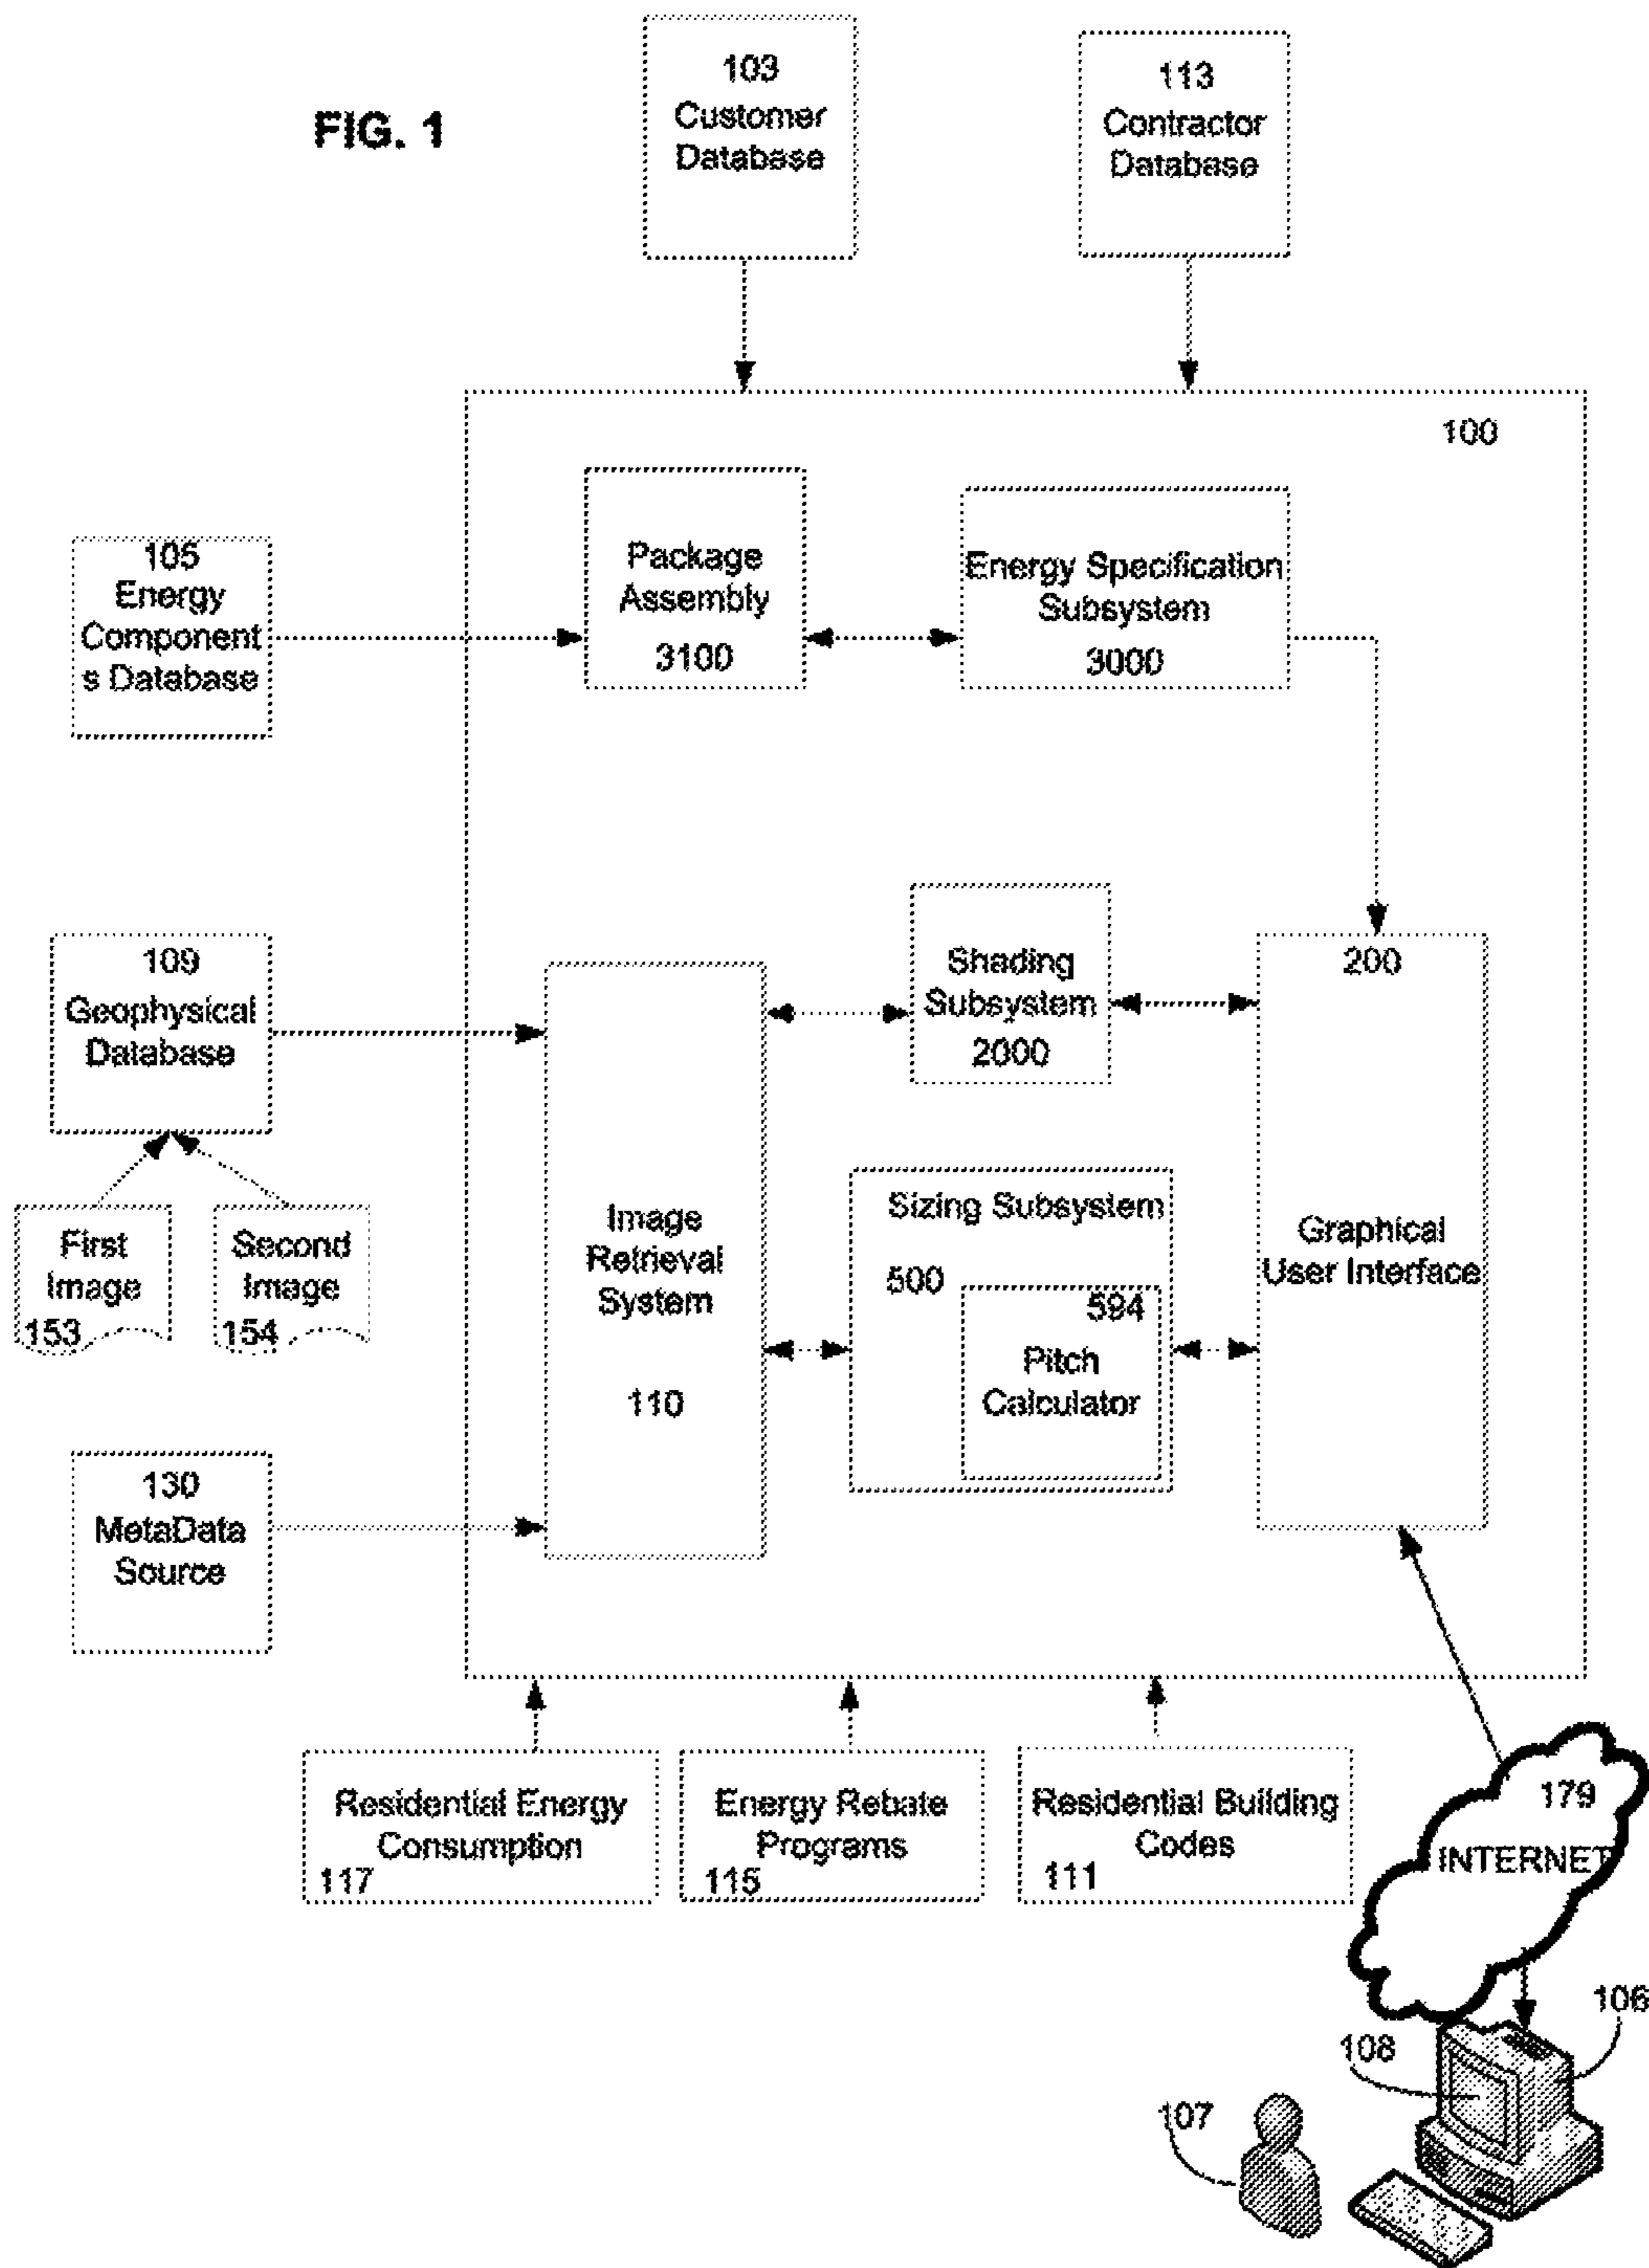 FIG. 1
103
Customer
Database
113
Contractor
Database
100
105
Energy
Component
s Database
Package
Assembly
3100
Energy Specification
Subsystem
3000
109
Geophysical
Database
Shading
Subsystem
2000
200
Graphical
User Interface
First
Image
153
Second
Image
154
Image
Retrieval
System
110
Sizing Subsystem
500
594
Pitch
Calculator
130
MetaData
Source
Residential Energy
Consumption
117
Energy Rebate
Programs
115
Residential Building
Codes
111
179
INTERNET
106
108
107